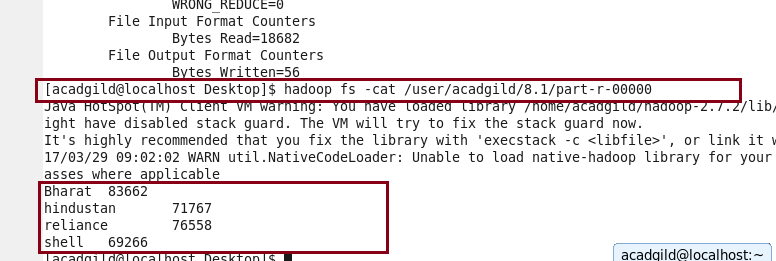 WRONG_REDUCE=0
File Input Format Counters
Bytes Read=18682
File Output Format Counters
Bytes Written=56
[acadgild@localhost Desktop]$ hadoop fs -cat /user/acadgild/8.1/part-r-00000
Java HotSpot(TM) Client VM warning: You have loaded library /home/acadgild/hadoop-2.7.2/lib/
ight have disabled stack guard. The VM will try to fix the stack guard now.
It's highly recommended that you fix the library with 'execstack -c <libfile>', or link it w
17/03/29 09:02:02 WARN util.NativeCodeLoader: Unable to load native-hadoop library for your
asses where applicable
Bharat 83662
hindustan 71767
reliance 76558
shell 69266
[acadgild@localhost Desktop]$
acadgild@localhost:~